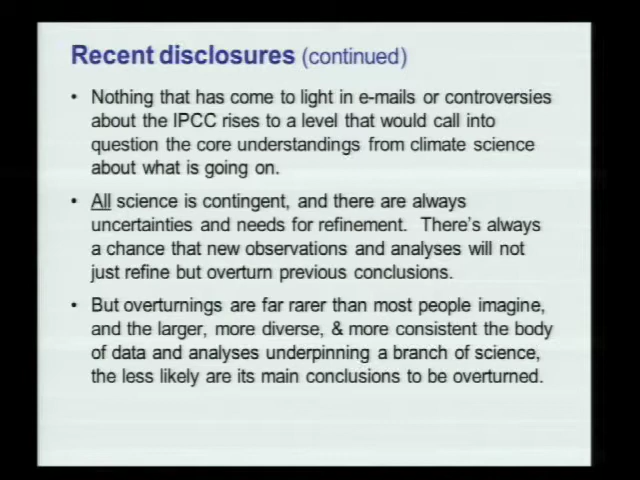 Recent disclosures (continued)
• Nothing that has come to light in e-mails or controversies
about the IPCC rises to a level that would call into
question the core understandings from climate science
about what is going on.
• All science is contingent, and there are always
uncertainties and needs for refinement. There's always
a chance that new observations and analyses will not
just refine but overturn previous conclusions.
• But overturnings are far rarer than most people imagine,
and the larger, more diverse, & more consistent the body
of data and analyses underpinning a branch of science,
the less likely are its main conclusions to be overturned.